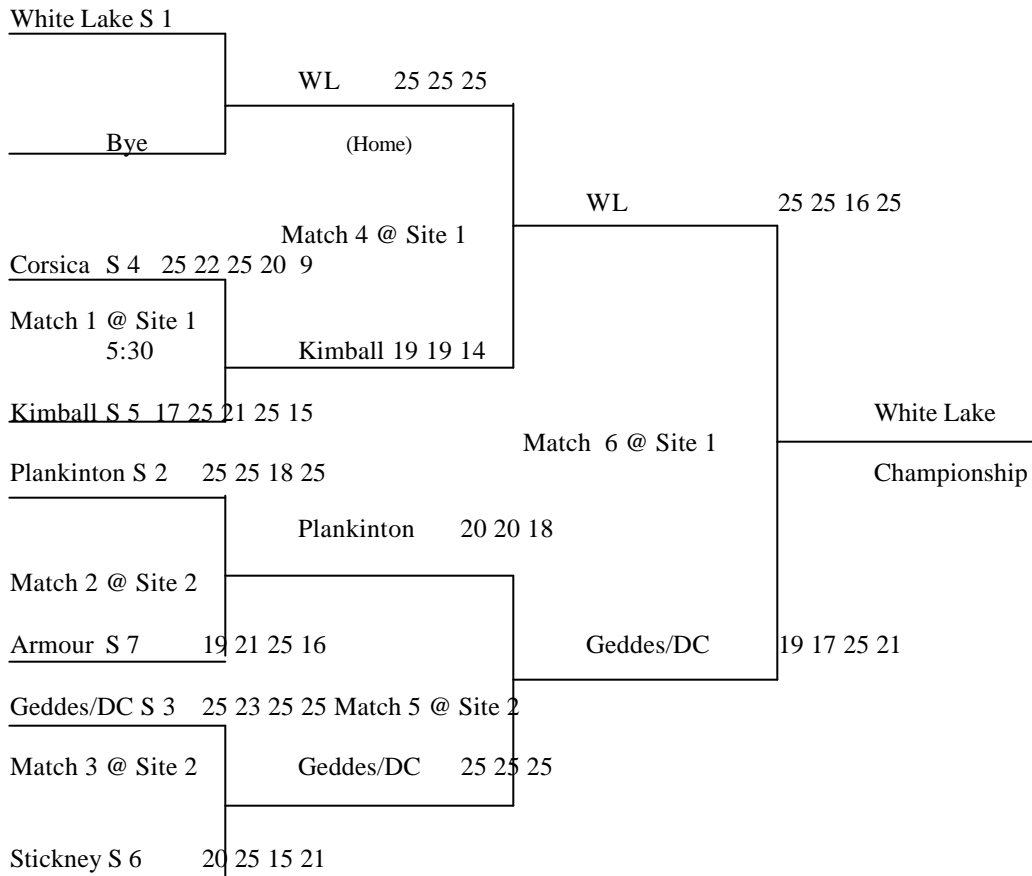 White Lake S 1
WL 25 25 25
Bye (Home)
WL 25 25 16 25
Match 4 @ Site 1
Corsica S 4 25 22 25 20 9
Match 1 @ Site 1
5:30 Kimball 19 19 14
Kimball S 5 17 25 21 25 15 White Lake
Match 6 @ Site 1
Plankinton S 2 25 25 18 25 Championship
Plankinton 20 20 18
Match 2 @ Site 2
Armour S 7 19 21 25 16 Geddes/DC 19 17 25 21
Geddes/DC S 3 25 23 25 25 Match 5 @ Site 2
Match 3 @ Site 2 Geddes/DC 25 25 25
Stickney S 6 20 25 15 21